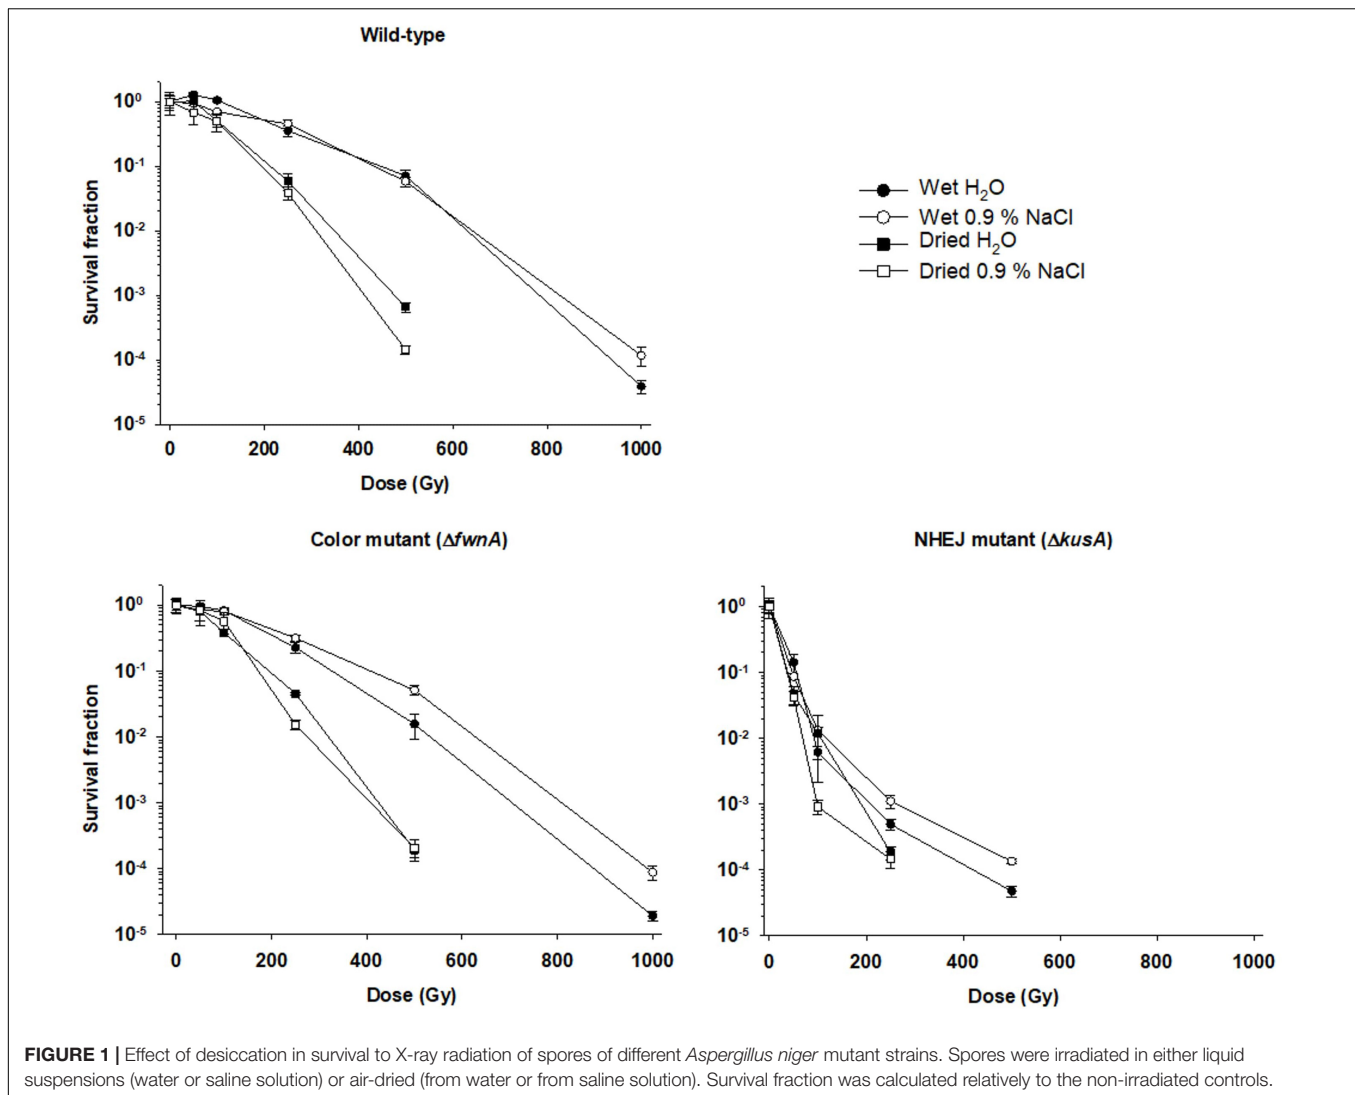 Wild-type
10⁰
10⁻¹
10⁻²
10⁻³
10⁻⁴
10⁻⁵
Survival fraction
0 200 400 600 800 1000
Dose (Gy)
Wet H₂O
Wet 0.9 % NaCl
Dried H₂O
Dried 0.9 % NaCl
Color mutant (ΔfwnA)
10⁰
10⁻¹
10⁻²
10⁻³
10⁻⁴
10⁻⁵
Survival fraction
0 200 400 600 800 1000
Dose (Gy)
NHEJ mutant (ΔkusA)
10⁰
10⁻¹
10⁻²
10⁻³
10⁻⁴
10⁻⁵
0 200 400 600 800 1000
Dose (Gy)
FIGURE 1 | Effect of desiccation in survival to X-ray radiation of spores of different Aspergillus niger mutant strains. Spores were irradiated in either liquid
suspensions (water or saline solution) or air-dried (from water or from saline solution). Survival fraction was calculated relatively to the non-irradiated controls.